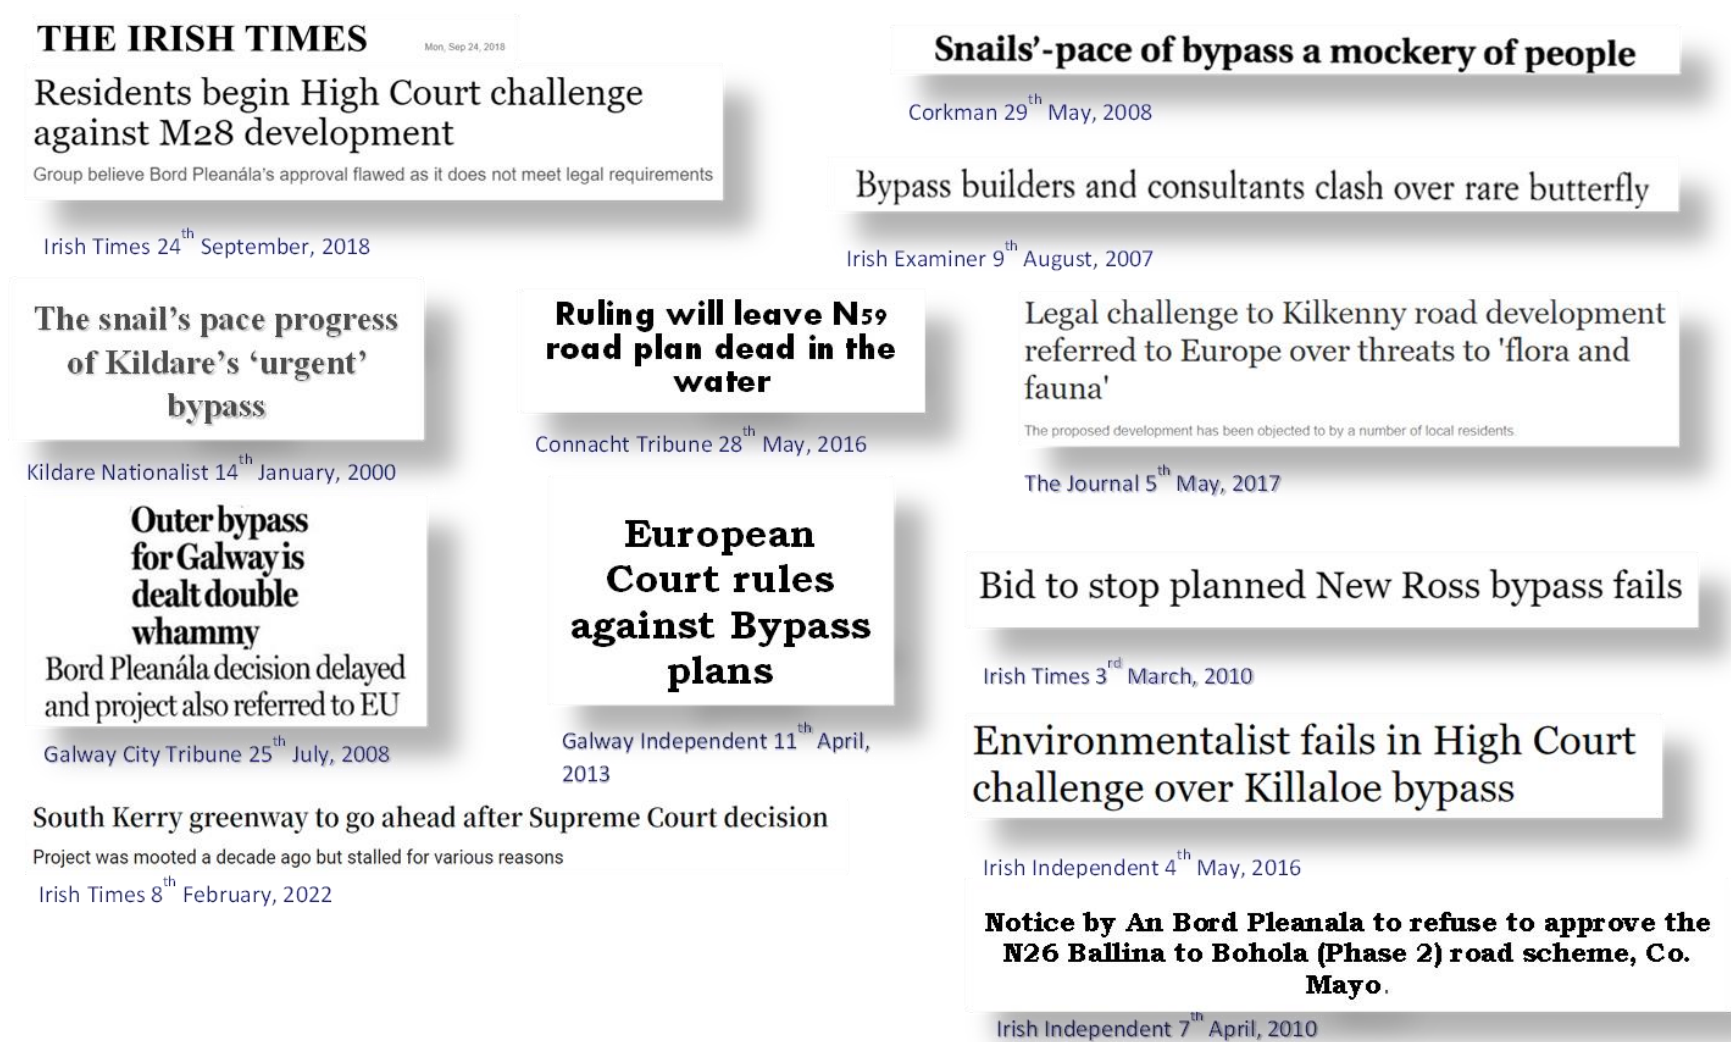 THE IRISH TIMES
Mon, Sep 24, 2018
Residents begin High Court challenge
against M28 development
Group believe Bord Pleanála's approval flawed as it does not meet legal requirements
Irish Times 24th September, 2018
Snails'-pace of bypass a mockery of people
Corkman 29th May, 2008
Bypass builders and consultants clash over rare butterfly
Irish Examiner 9th August, 2007
The snail's pace progress
of Kildare's ‘urgent’
bypass
Kildare Nationalist 14th January, 2000
Ruling will leave N59
road plan dead in the
water
Connacht Tribune 28th May, 2016
Legal challenge to Kilkenny road development
referred to Europe over threats to 'flora and
fauna'
The proposed development has been objected to by a number of local residents.
The Journal 5th May, 2017
Outer bypass
for Galway is
dealt double
whammy
Bord Pleanála decision delayed
and project also referred to EU
Galway City Tribune 25th July, 2008
European
Court rules
against Bypass
plans
Galway Independent 11th April,
2013
Bid to stop planned New Ross bypass fails
Irish Times 3rd March, 2010
Environmentalist fails in High Court
challenge over Killaloe bypass
Irish Independent 4th May, 2016
South Kerry greenway to go ahead after Supreme Court decision
Project was mooted a decade ago but stalled for various reasons
Irish Times 8th February, 2022
Notice by An Bord Pleanala to refuse to approve the
N26 Ballina to Bohola (Phase 2) road scheme, Co.
Mayo.
Irish Independent 7th April, 2010